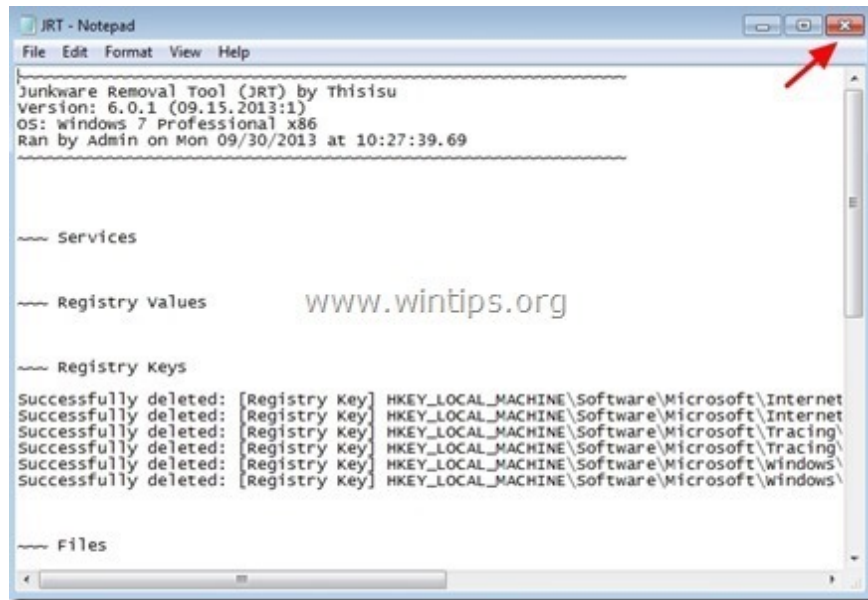 JRT - Notepad
File Edit Format View Help
~~~~~~~~~~~~~~~~~~~~~~~~~~~~~~~~~~~~~~~~~~~~~~~~~~~~~~~~~~~~~~~~~~~~~~~~~~~~~
Junkware Removal Tool (JRT) by Thisisu
Version: 6.0.1 (09.15.2013:1)
OS: Windows 7 Professional x86
Ran by Admin on Mon 09/30/2013 at 10:27:39.69
~~~~~~~~~~~~~~~~~~~~~~~~~~~~~~~~~~~~~~~~~~~~~~~~~~~~~~~~~~~~~~~~~~~~~~~~~~~~~
~~~ Services
~~~ Registry Values
www.wintips.org
~~~ Registry Keys
Successfully deleted: [Registry Key] HKEY_LOCAL_MACHINE\Software\Microsoft\Internet
Successfully deleted: [Registry Key] HKEY_LOCAL_MACHINE\Software\Microsoft\Internet
Successfully deleted: [Registry Key] HKEY_LOCAL_MACHINE\Software\Microsoft\Tracing\
Successfully deleted: [Registry Key] HKEY_LOCAL_MACHINE\Software\Microsoft\Tracing\
Successfully deleted: [Registry Key] HKEY_LOCAL_MACHINE\Software\Microsoft\Windows\
Successfully deleted: [Registry Key] HKEY_LOCAL_MACHINE\Software\Microsoft\Windows\
~~~ Files